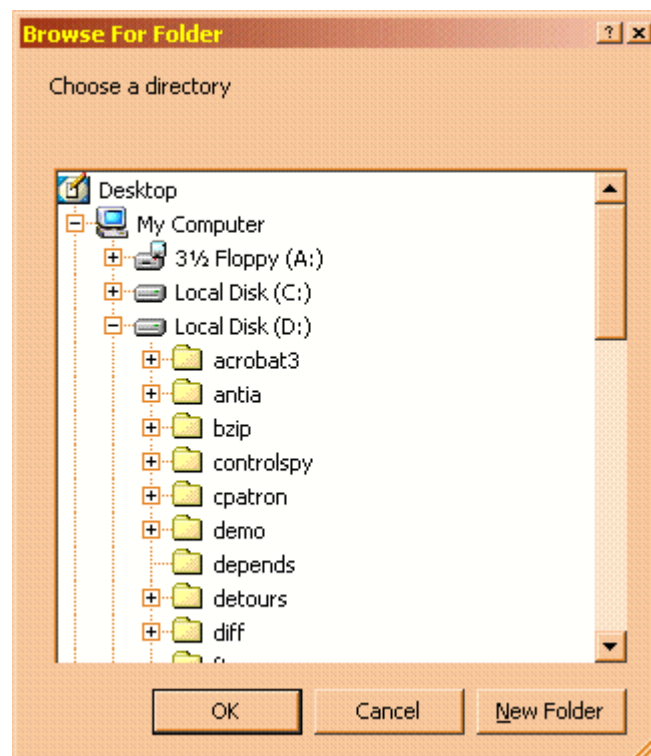 Browse For Folder
Choose a directory
Desktop
My Computer
3½ Floppy (A:)
Local Disk (C:)
Local Disk (D:)
acrobat3
antia
bzip
controlspy
cpatron
demo
depends
detours
diff
OK Cancel New Folder